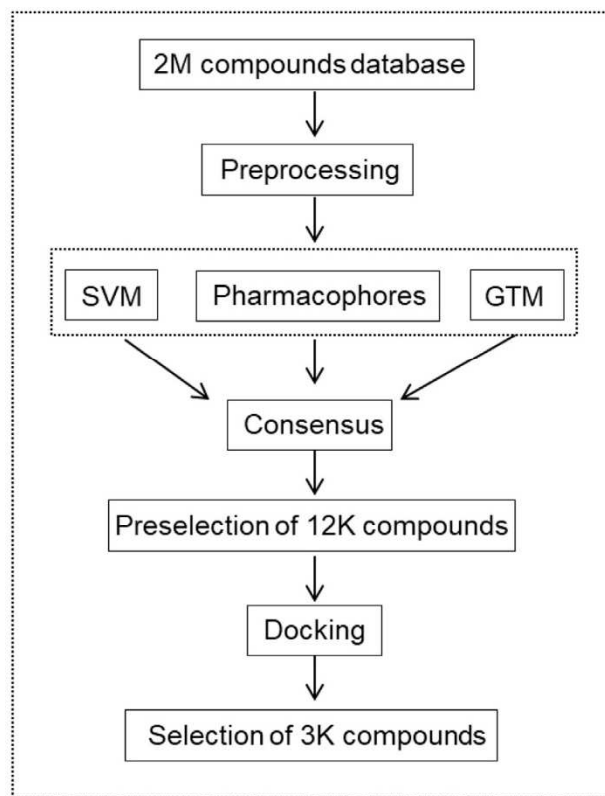 2M compounds database
Preprocessing
SVM
Pharmacophores
GTM
Consensus
Preselection of 12K compounds
Docking
Selection of 3K compounds